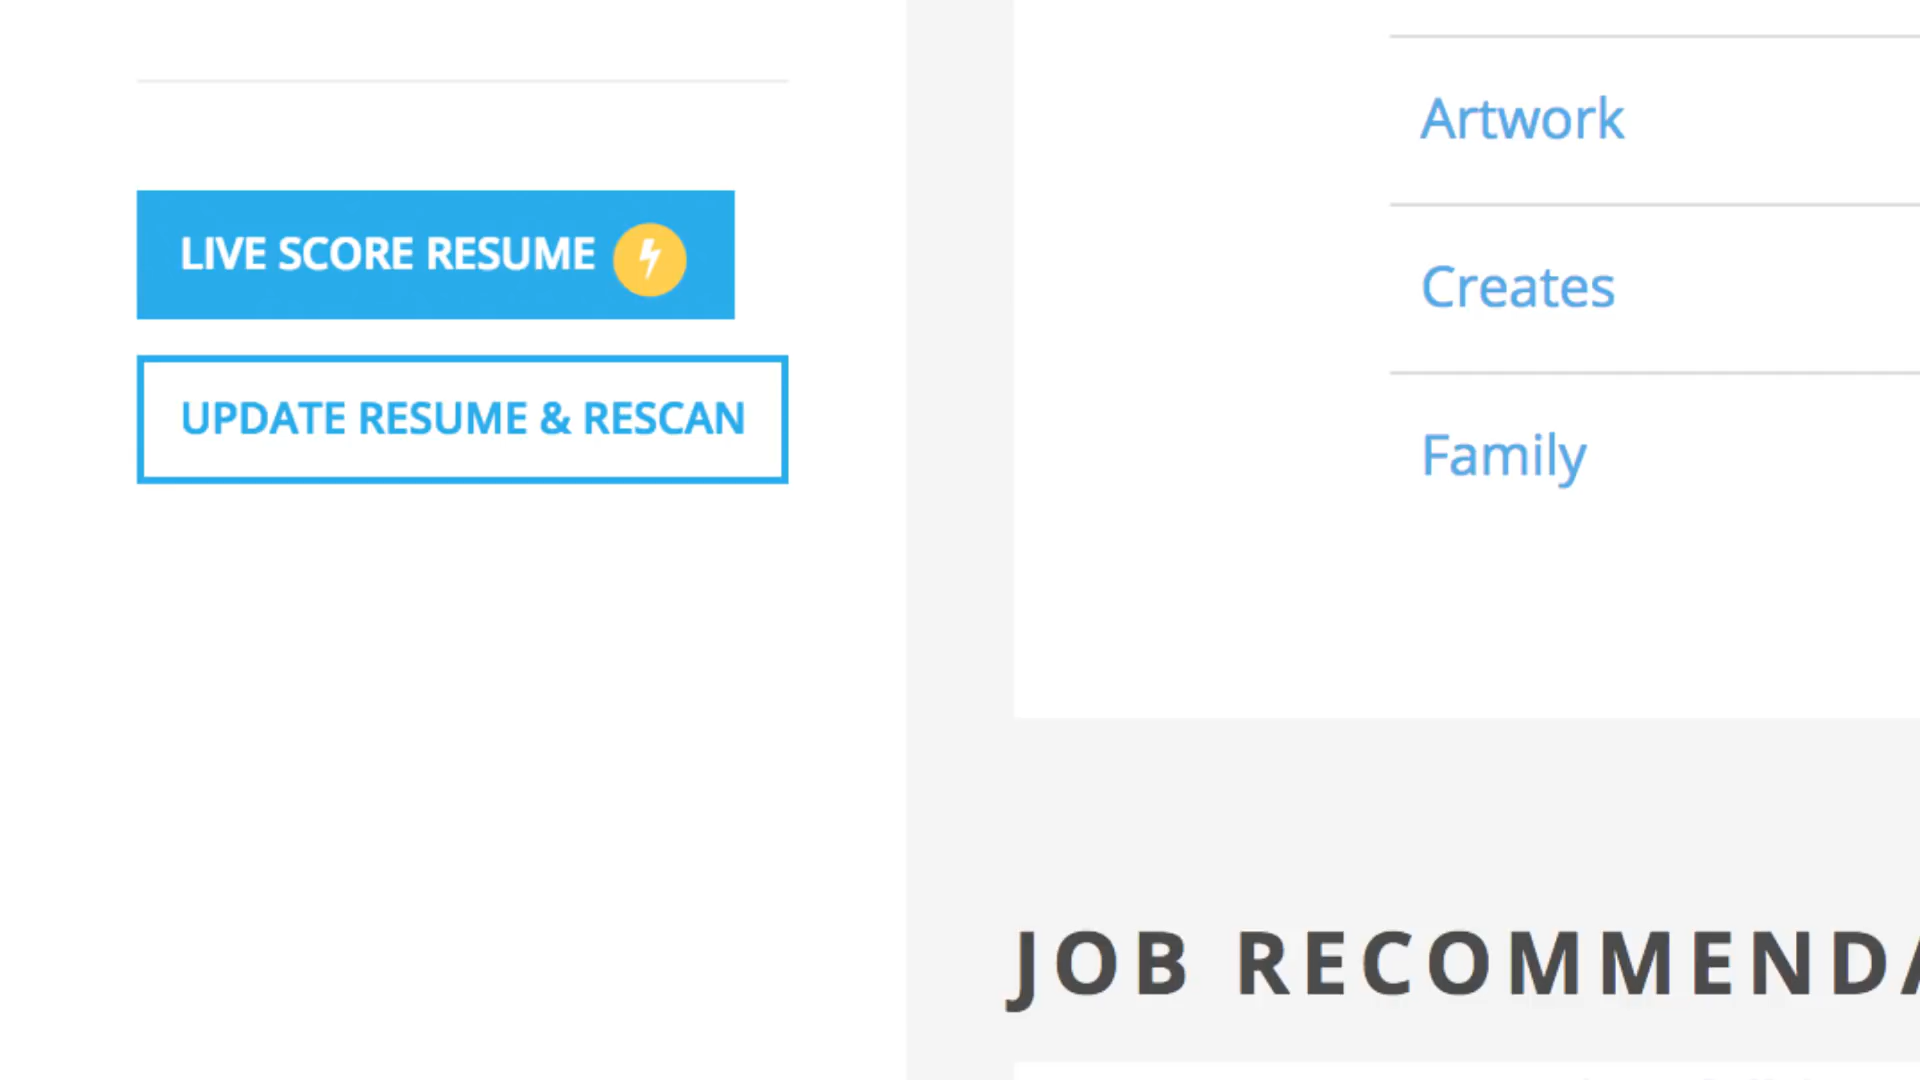 LIVE SCORE RESUME
UPDATE RESUME & RESCAN
Artwork
Creates
Family
JOB RECOMMENDA